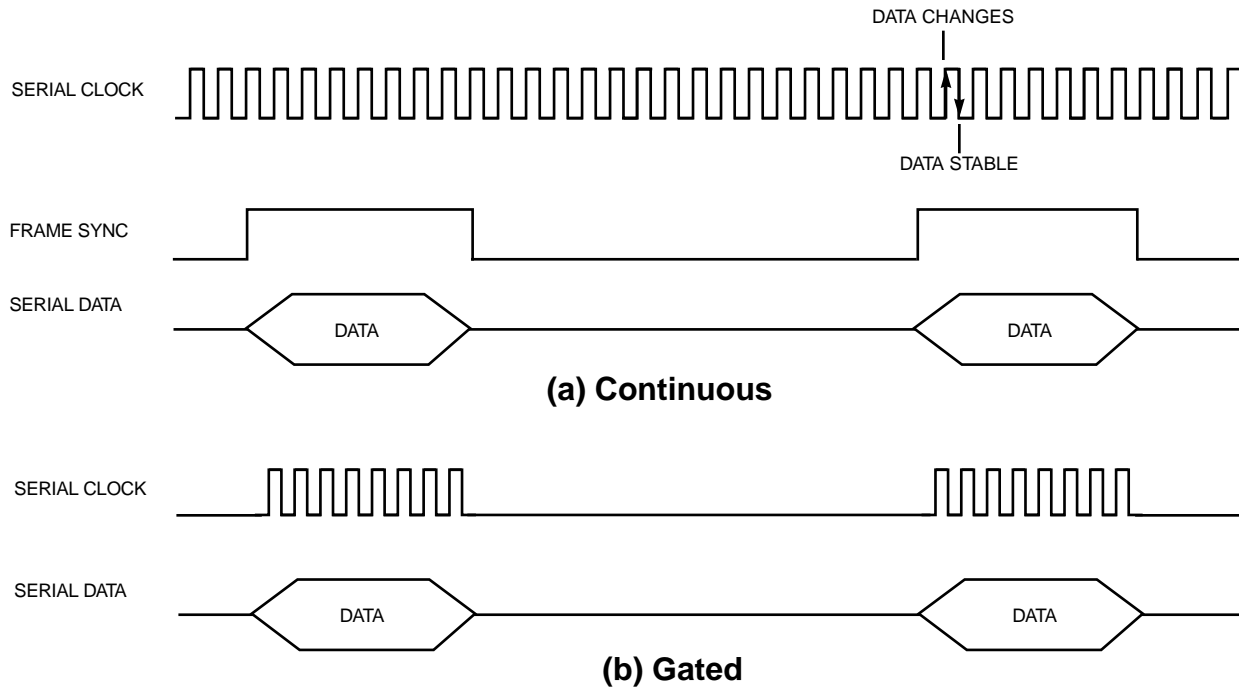 DATA CHANGES
SERIAL CLOCK
DATA STABLE
FRAME SYNC
SERIAL DATA
DATA
DATA
(a) Continuous
SERIAL CLOCK
SERIAL DATA
DATA
DATA
(b) Gated